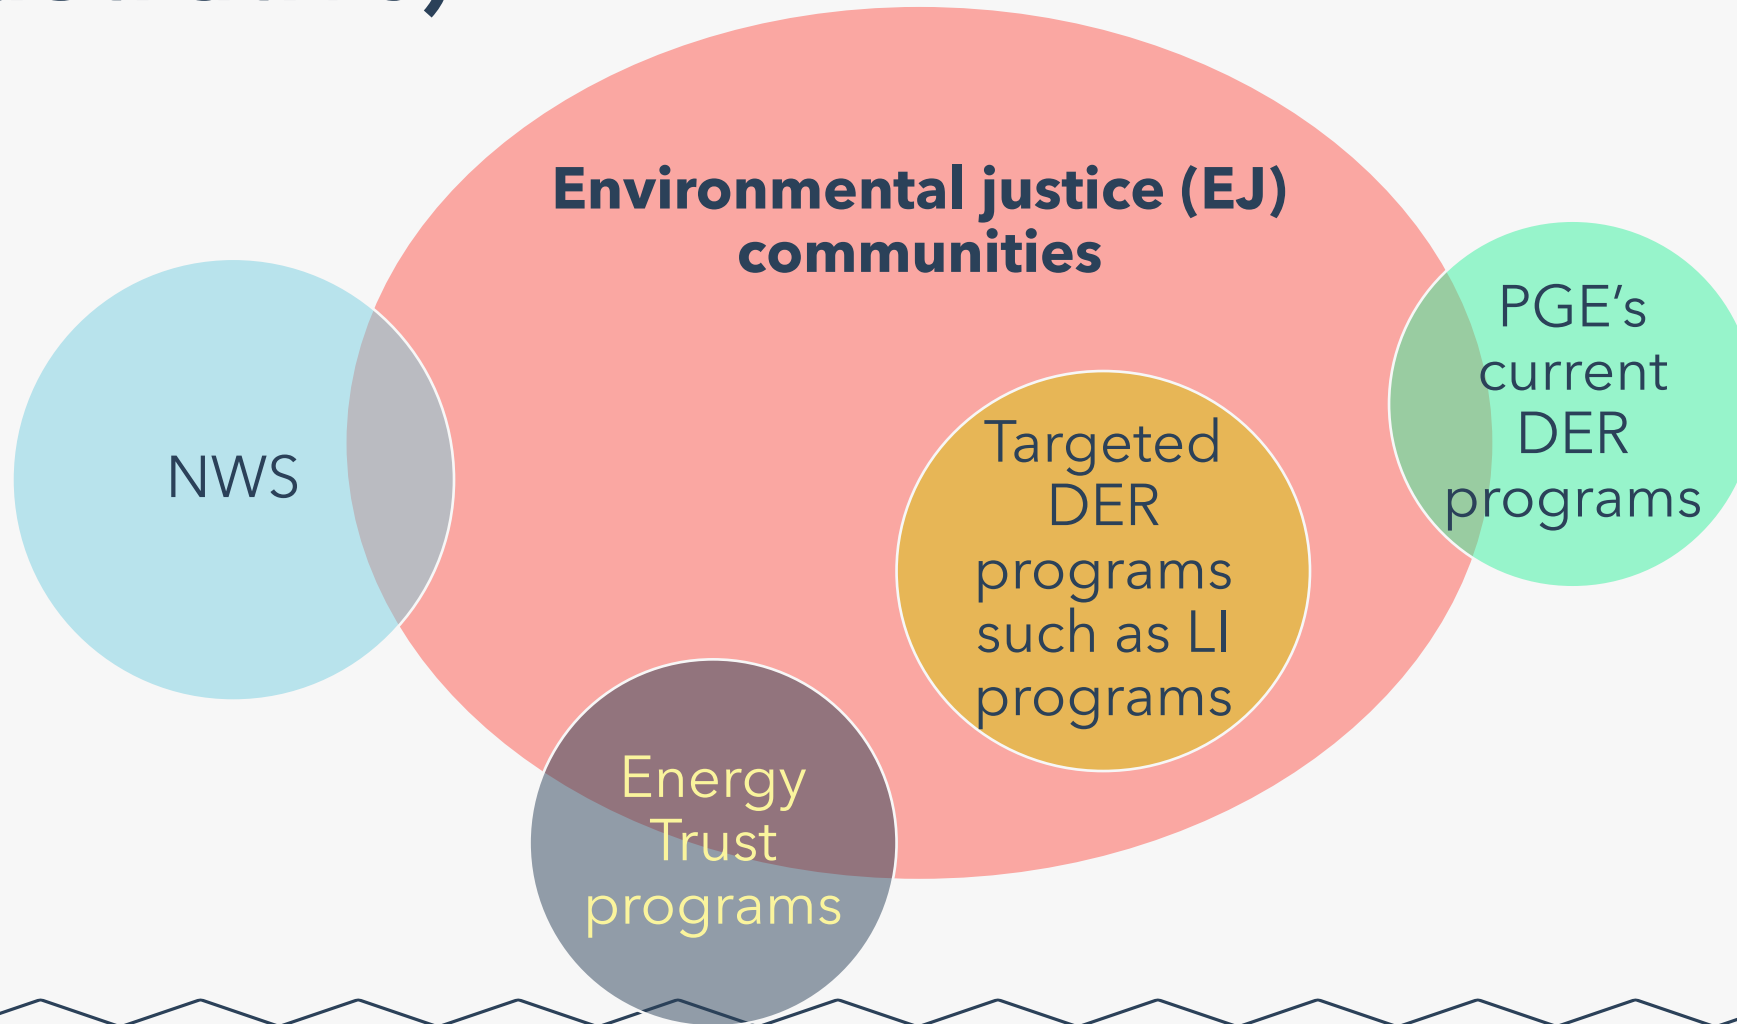 Environmental justice (EJ)
communities
NWS
PGE’s
current
DER
programs
Targeted
DER
programs
such as LI
programs
Energy
Trust
programs